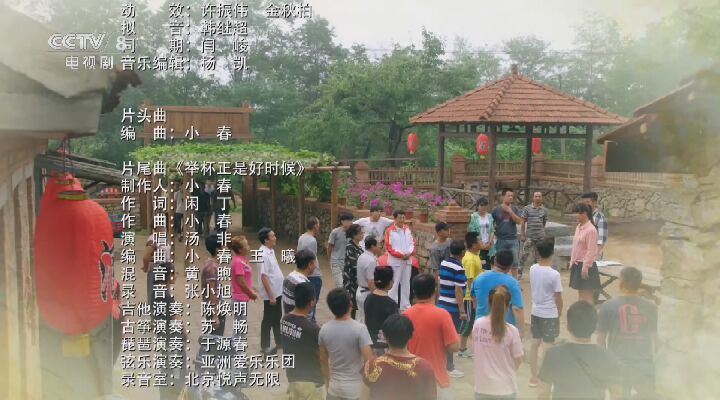 动 效：许振伟 金秋柏
拟 音：韩继超
司 期：闫 峻
音乐编辑：杨 凯
CCTV 8
电视剧
片头曲
编 曲：小 春
片尾曲《举杯正是好时候》
制作人：小 春
作 词：闲 丁
作 曲：小 春
演 唱：汤 非
编 曲：小 春 王 曦
混 音：黄 煦
录 音：张小旭
吉他演奏：陈焕明
古筝演奏：苏 畅
琵琶演奏：于源春
弦乐演奏：亚洲爱乐乐团
录音室：北京悦声无限